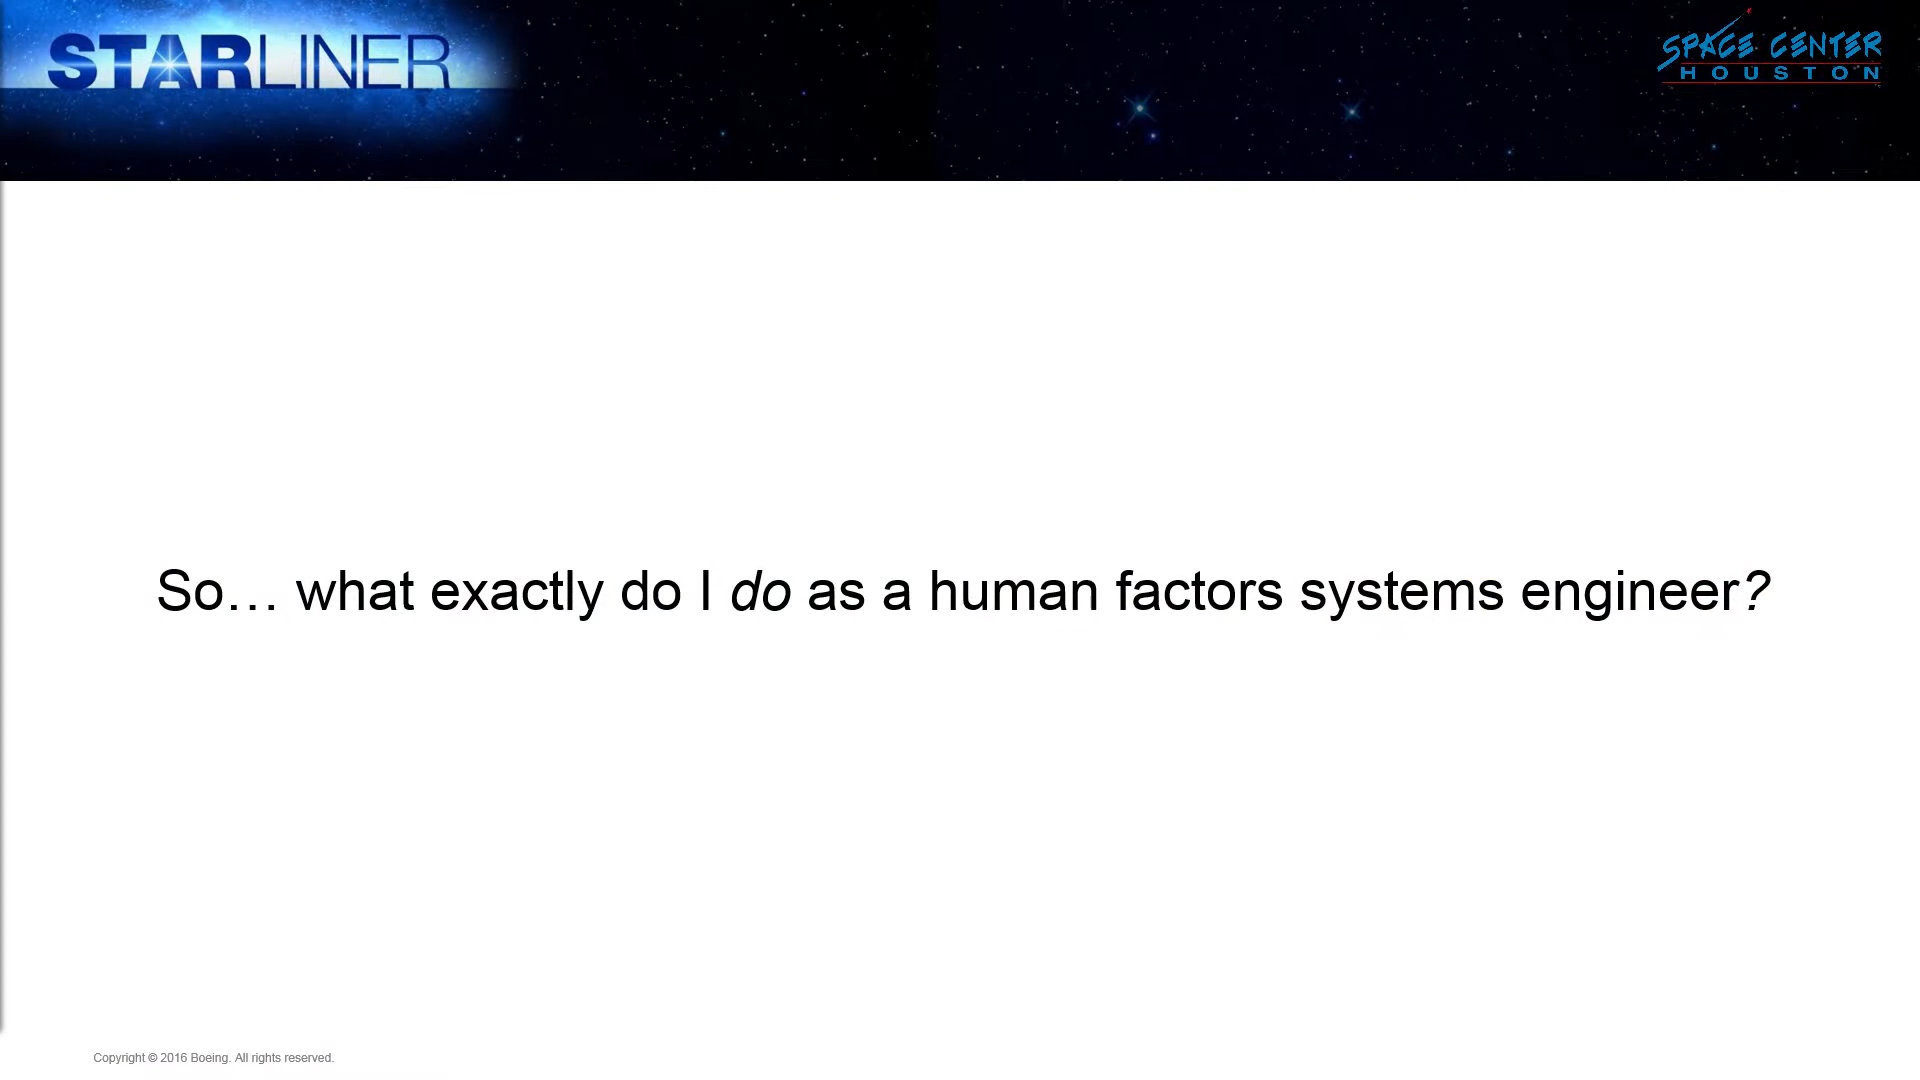 STARLINER
SPACE CENTER
HOUSTON
So… what exactly do I do as a human factors systems engineer?
Copyright © 2016 Boeing. All rights reserved.